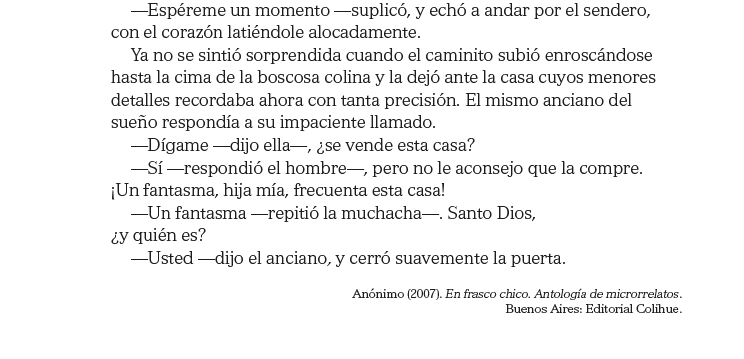 —Espéreme un momento —suplicó, y echó a andar por el sendero,
con el corazón latiéndole alocadamente.
Ya no se sintió sorprendida cuando el caminito subió enroscándose
hasta la cima de la boscosa colina y la dejó ante la casa cuyos menores
detalles recordaba ahora con tanta precisión. El mismo anciano del
sueño respondía a su impaciente llamado.
—Dígame —dijo ella—, ¿se vende esta casa?
—Sí —respondió el hombre—, pero no le aconsejo que la compre.
¡Un fantasma, hija mía, frecuenta esta casa!
—Un fantasma —repitió la muchacha—. Santo Dios,
¿y quién es?
—Usted —dijo el anciano, y cerró suavemente la puerta.
Anónimo (2007). En frasco chico. Antología de microrrelatos.
Buenos Aires: Editorial Colihue.